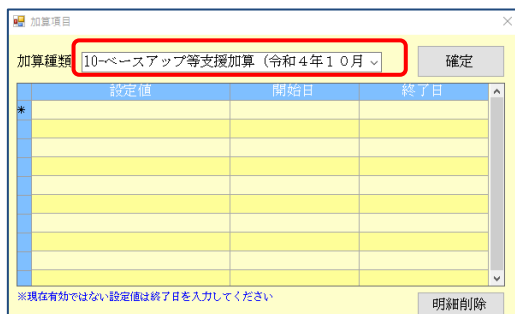 加算項目
加算種類 10-ベースアップ等支援加算（令和４年１０月
確定
設定値 開始日 終了日
*
※現在有効ではない設定値は終了日を入力してください
明細削除